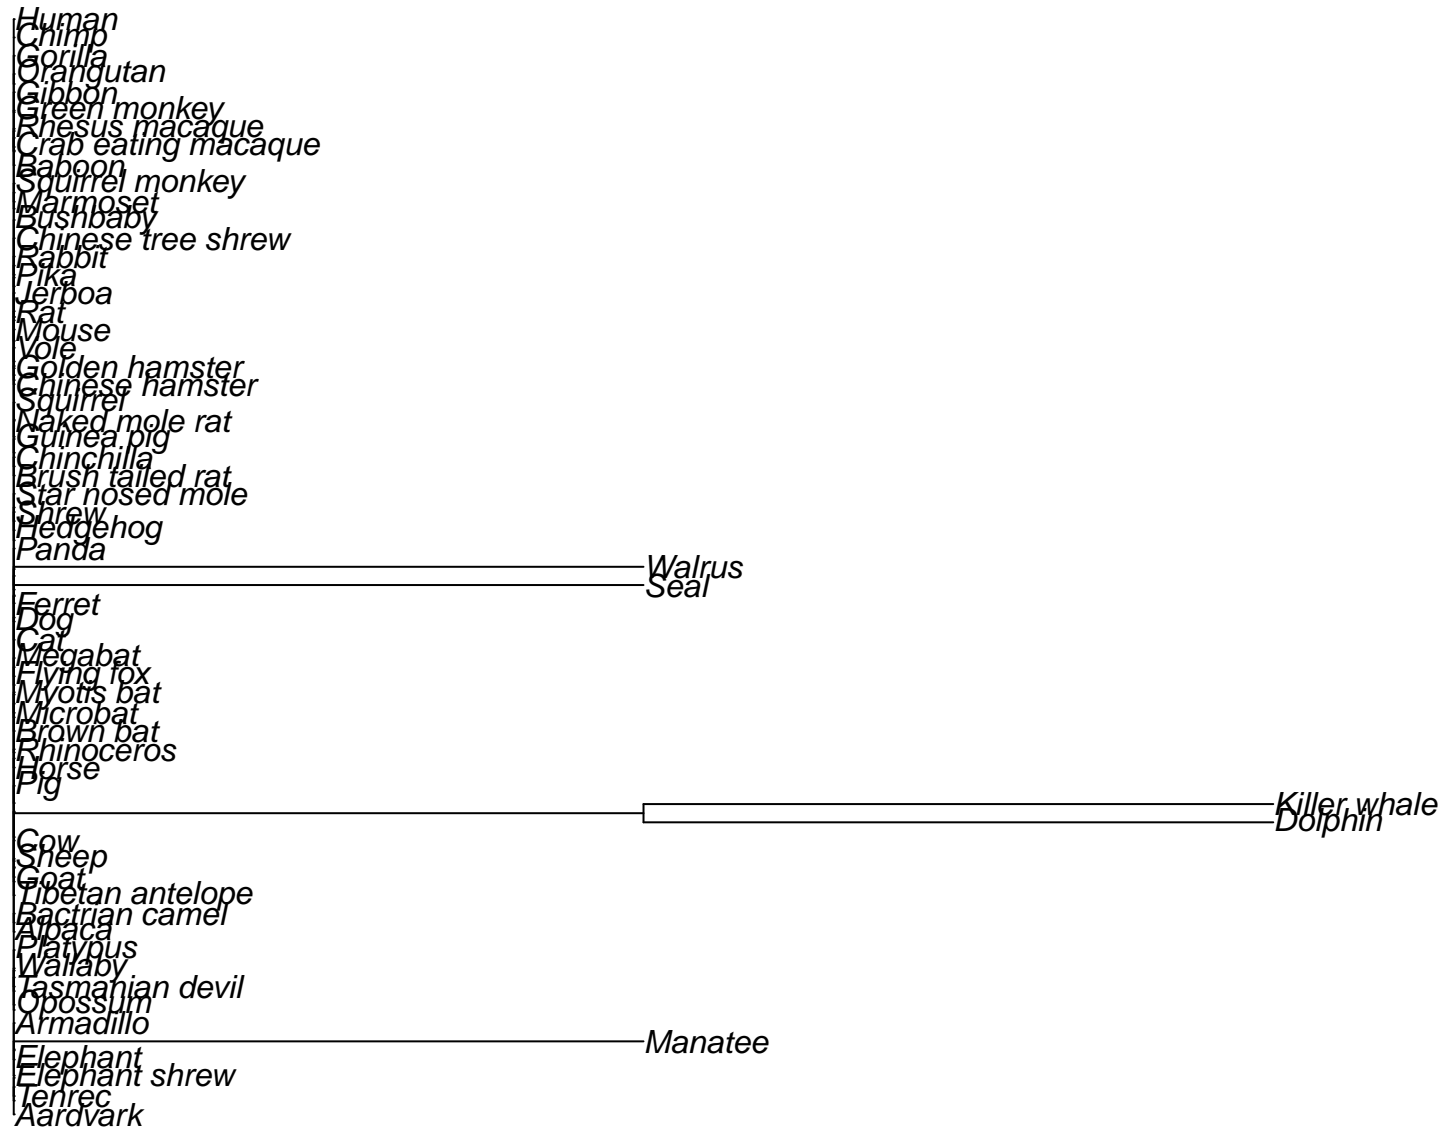 Human
Chimp
Gorilla
Orangutan
Gibbon
Green monkey
Rhesus macaque
Crab eating macaque
Baboon
Squirrel monkey
Marmoset
Bushbaby
Chinese tree shrew
Rabbit
Pika
Jerboa
Rat
Mouse
Vole
Golden hamster
Chinese hamster
Squirrel
Naked mole rat
Guinea pig
Chinchilla
Brush tailed rat
Star nosed mole
Shrew
Hedgehog
Panda
Walrus
Seal
Ferret
Dog
Cat
Megabat
Flying fox
Myotis bat
Microbat
Brown bat
Rhinoceros
Horse
Pig
Killer whale
Dolphin
Cow
Sheep
Goat
Tibetan antelope
Bactrian camel
Alpaca
Platypus
Wallaby
Tasmanian devil
Opossum
Armadillo
Manatee
Elephant
Elephant shrew
Tenrec
Aardvark